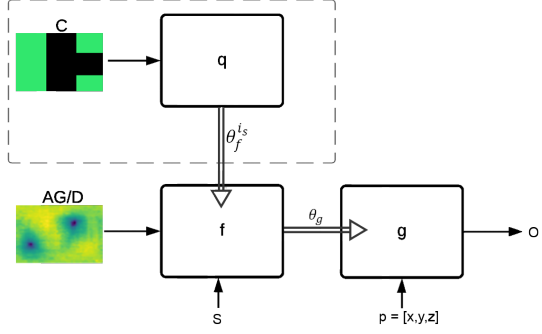 C
q
θ_f^{i_s}
AG/D
f
θ_g
g
O
S
p = [x,y,z]